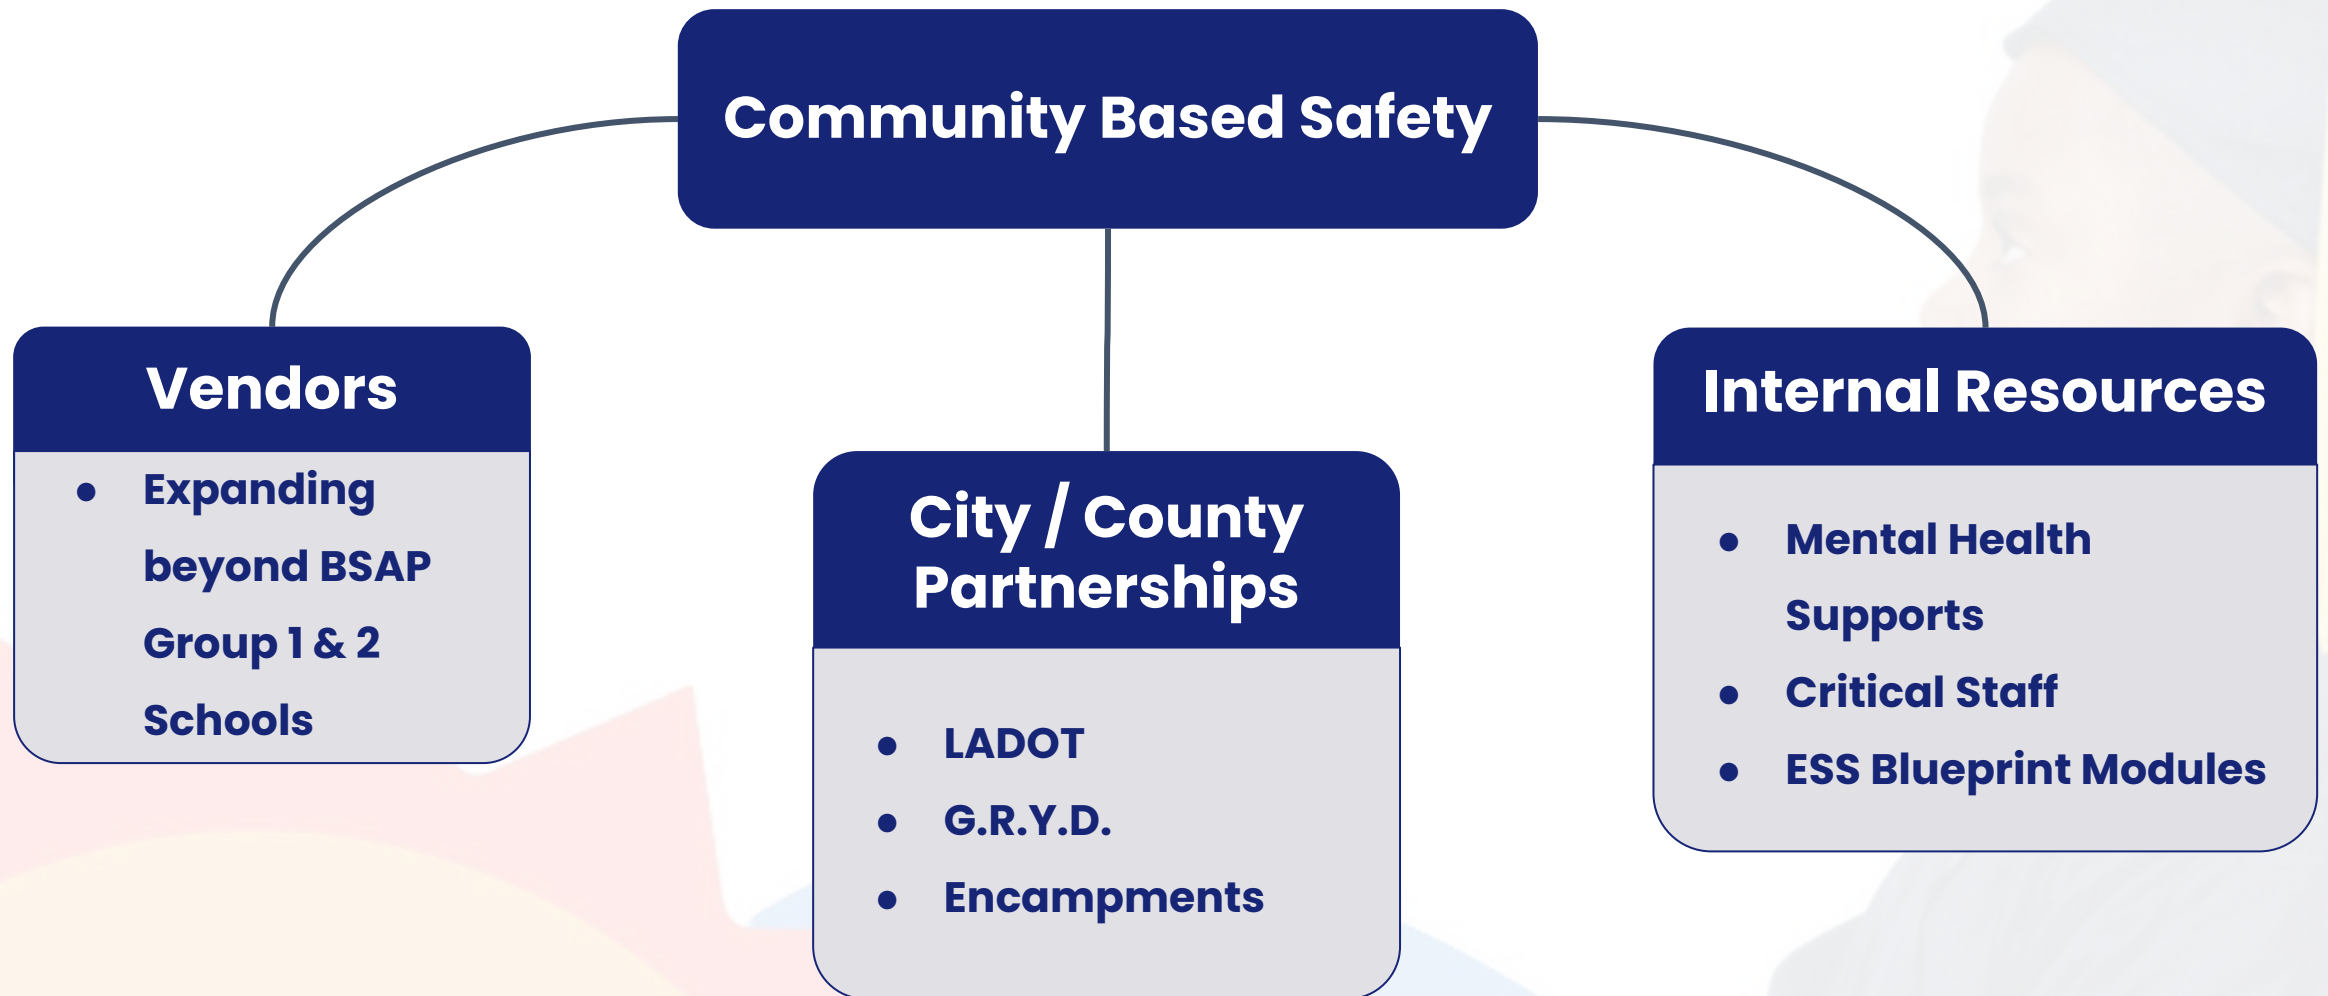 Community Based Safety
Vendors
● Expanding
beyond BSAP
Group 1 & 2
Schools
City / County
Partnerships
● LADOT
● G.R.Y.D.
● Encampments
Internal Resources
● Mental Health
Supports
● Critical Staff
● ESS Blueprint Modules